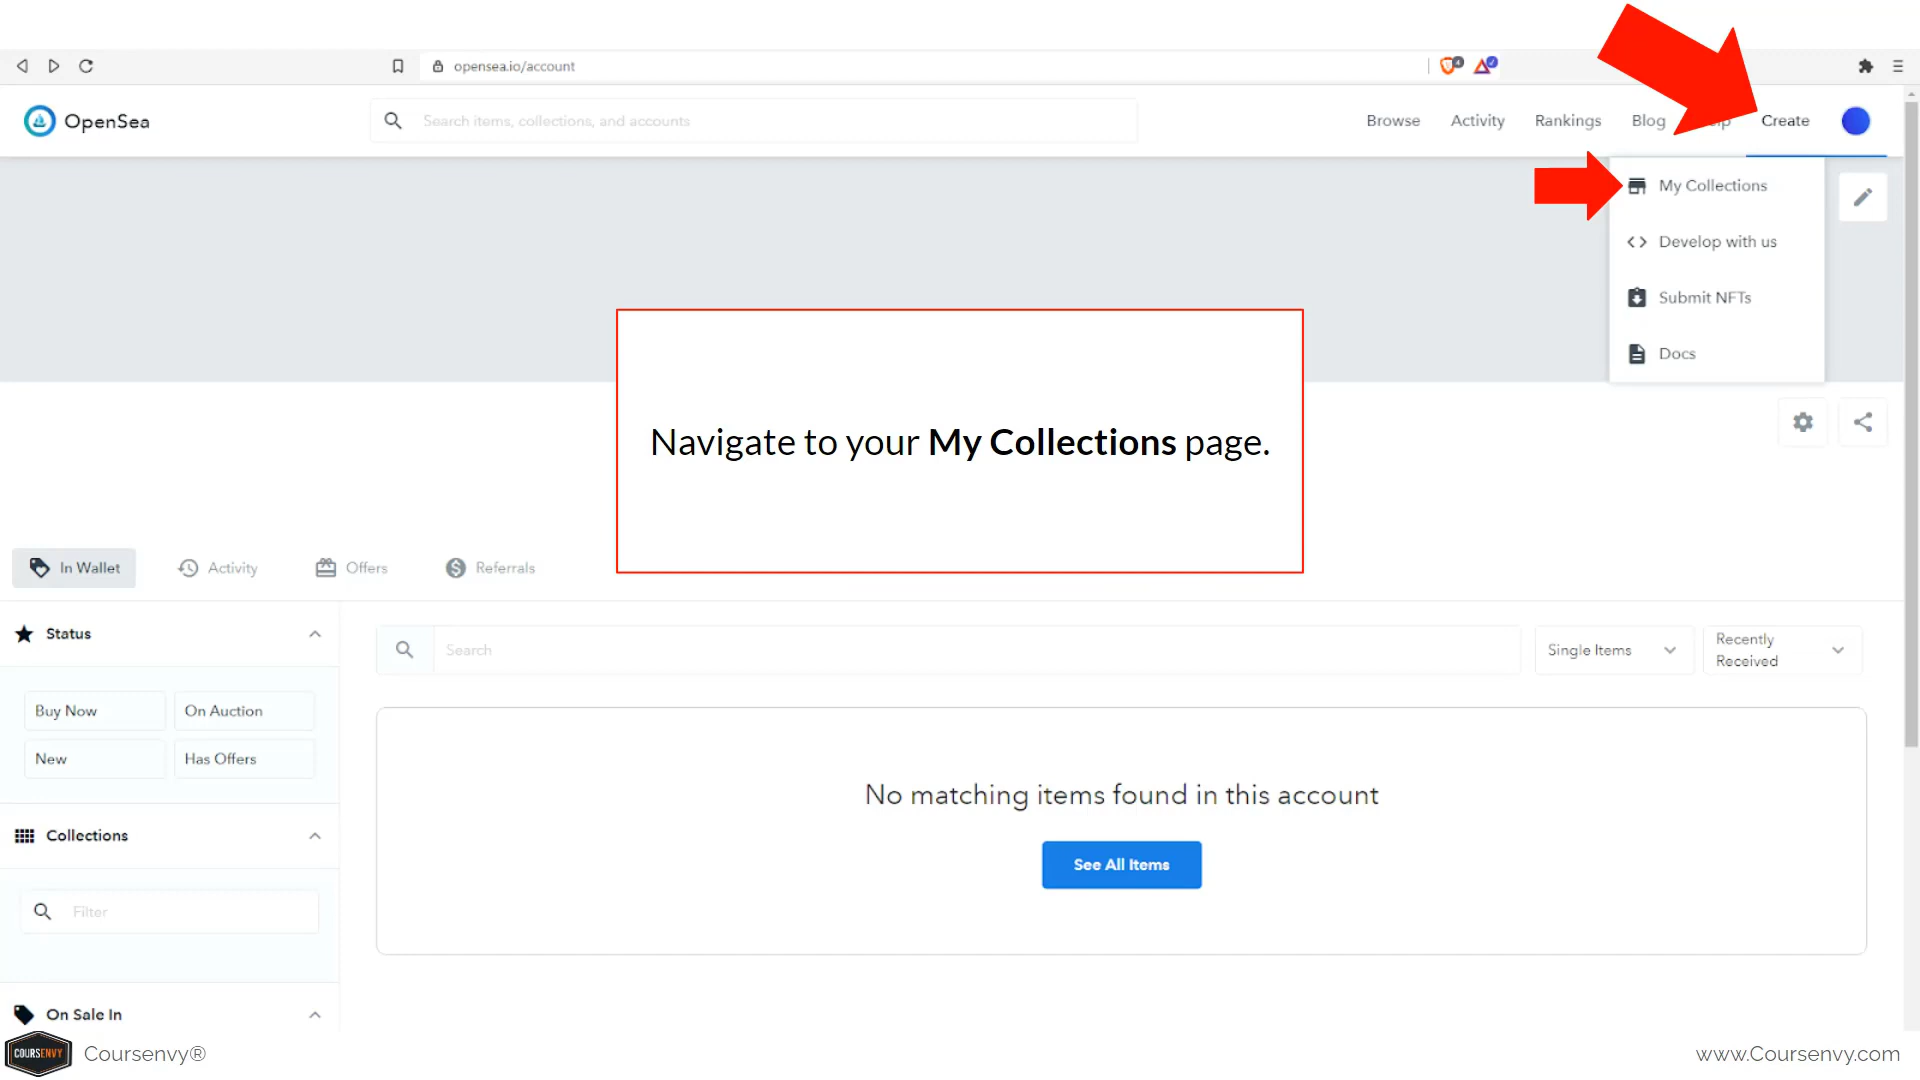 opensea.io/account
OpenSea
Search items, collections, and accounts
Browse
Activity
Rankings
Blog
Create
My Collections
Develop with us
Submit NFTs
Docs
Navigate to your My Collections page.
In Wallet
Activity
Offers
Referrals
Status
Buy Now
On Auction
New
Has Offers
Collections
Filter
On Sale In
Search
Single Items
Recently
Received
No matching items found in this account
See All Items
COURSENVY
Coursenvy®
www.Coursenvy.com